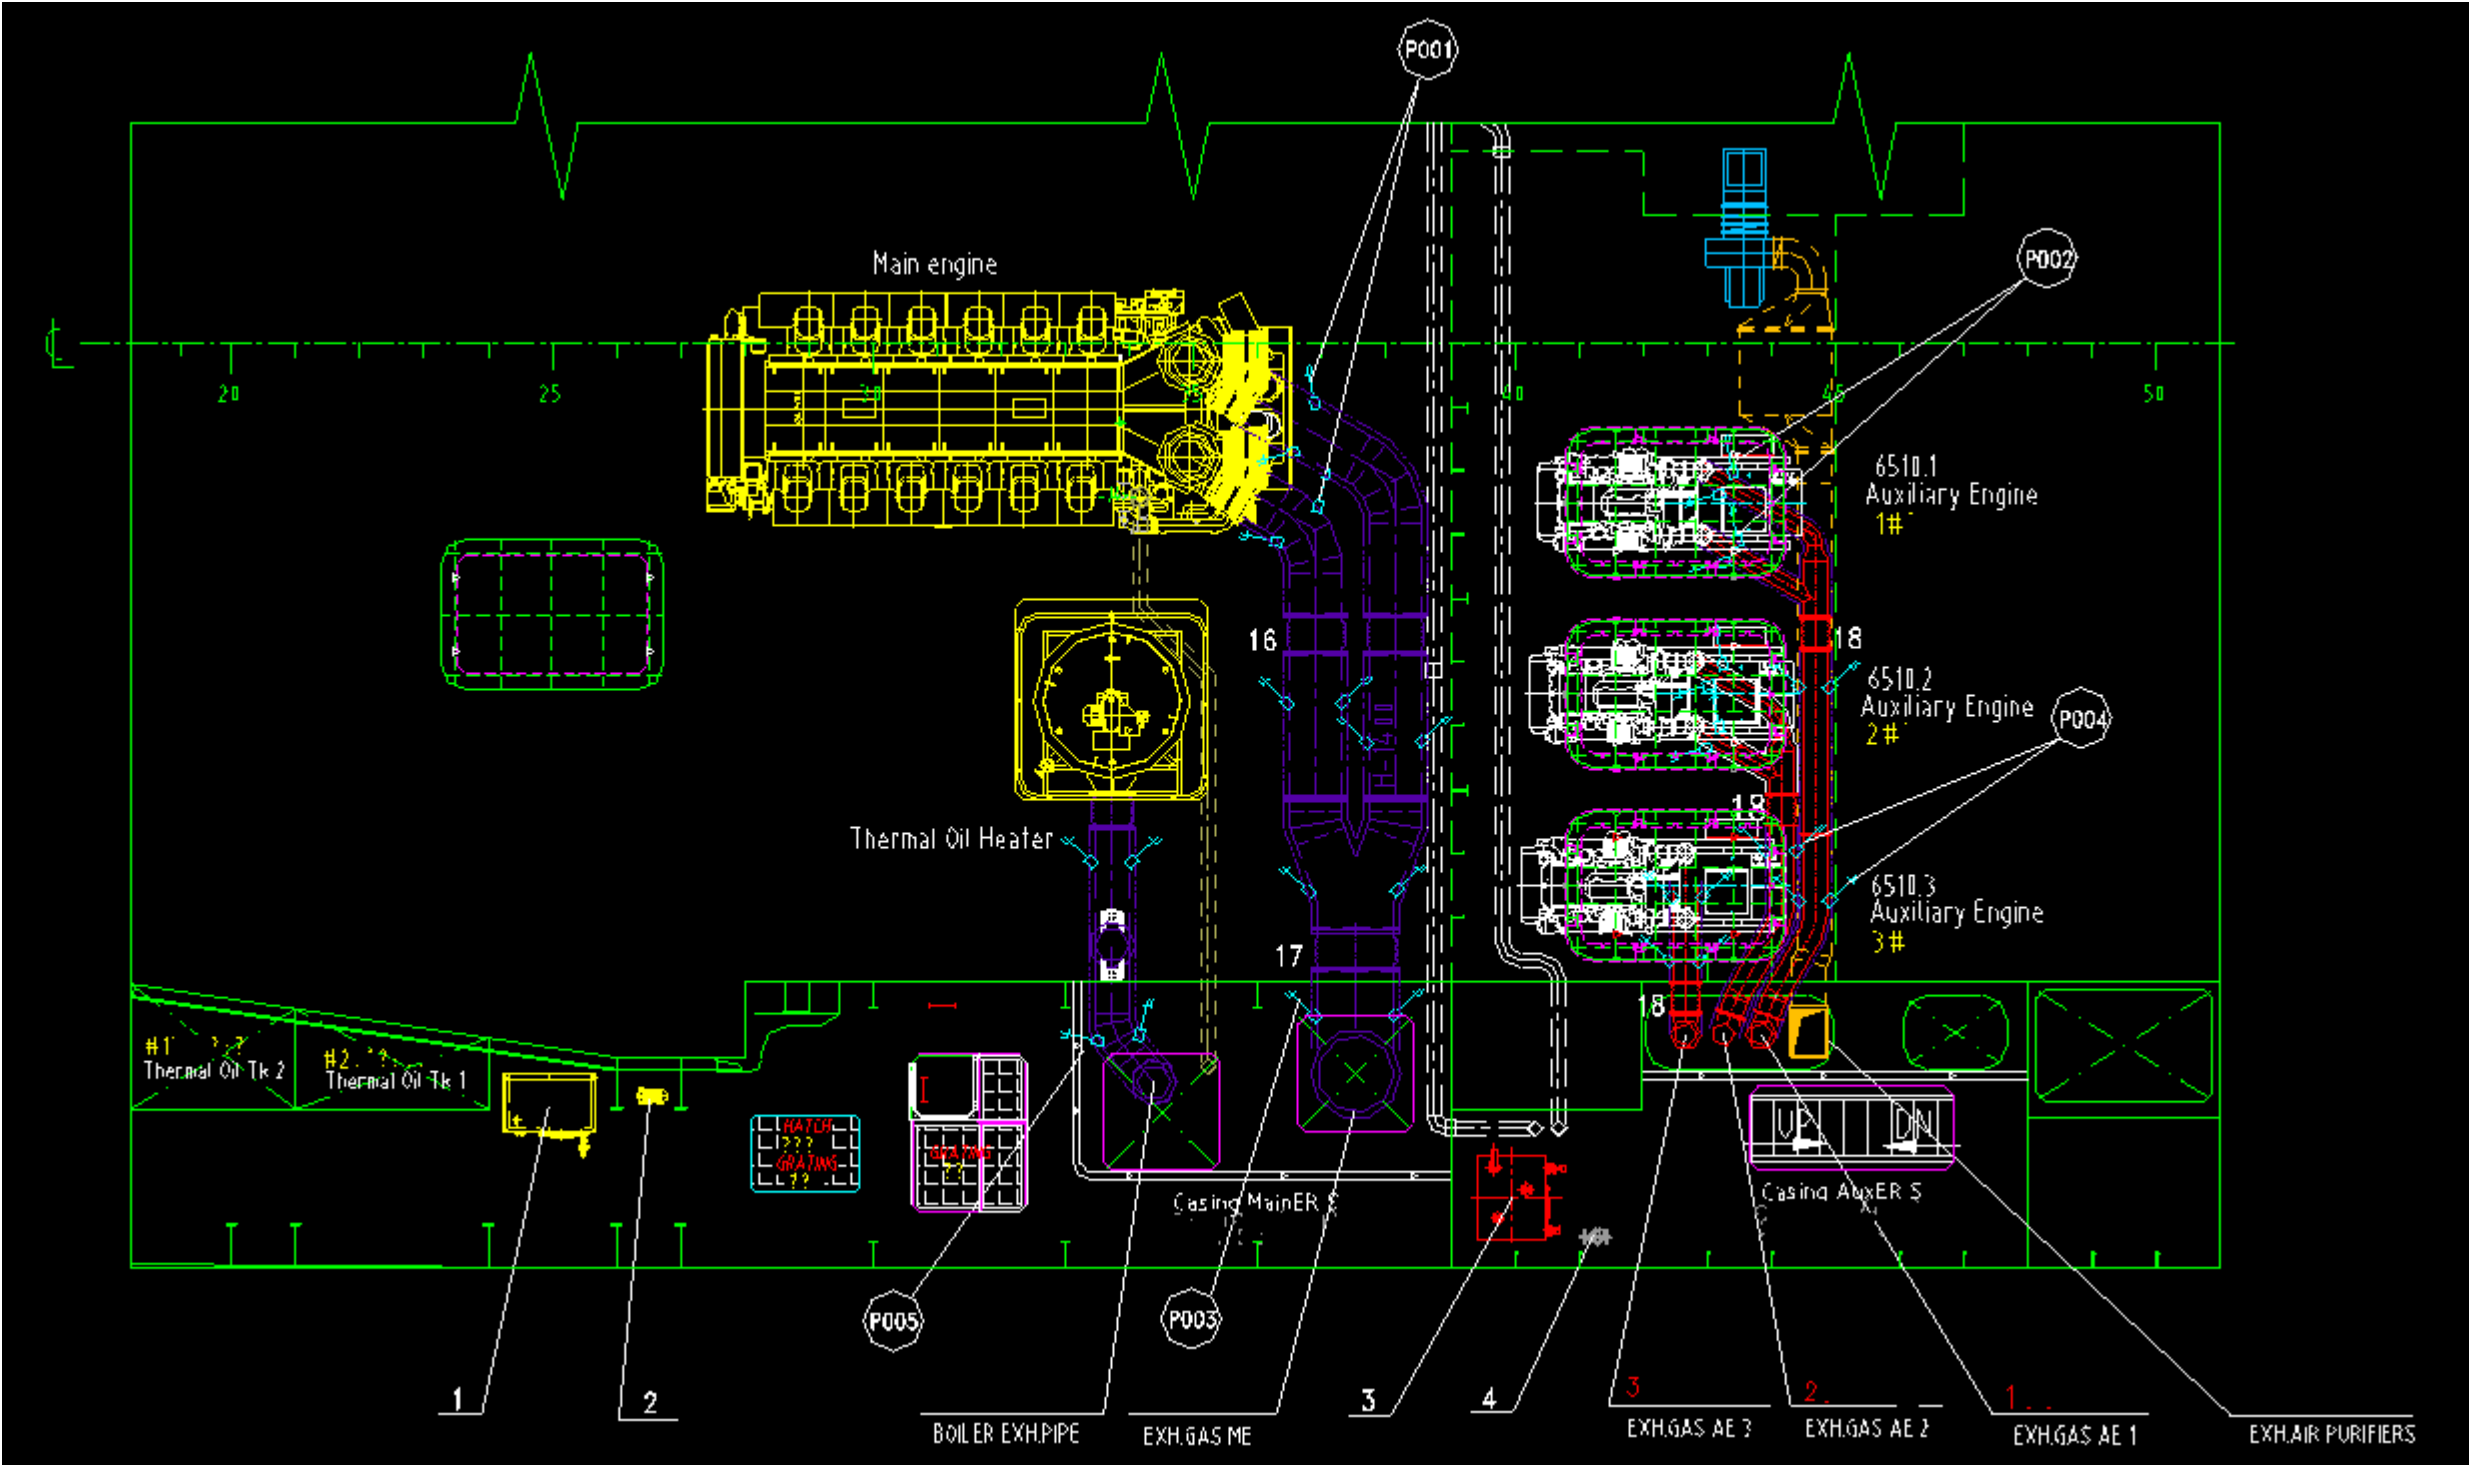 P001
Main engine
P002
20
25
30
35
40
45
50
6510.1
Auxiliary Engine
1#
16
18
6510.2
Auxiliary Engine
2#
P004
18
Thermal Oil Heater
6510.3
Auxiliary Engine
3#
17
18
#1
Thermal Oil Tk 2
#2
Thermal Oil Tk 1
HATCH
???
GRATING
??
GRATING
??
UP
DN
Casing MainER S
Casing AuxER S
P005
P003
1
2
BOILER EXH.PIPE
EXH.GAS ME
3
4
3
EXH.GAS AE 3
2
EXH.GAS AE 2
1
EXH.GAS AE 1
EXH.AIR PURIFIERS